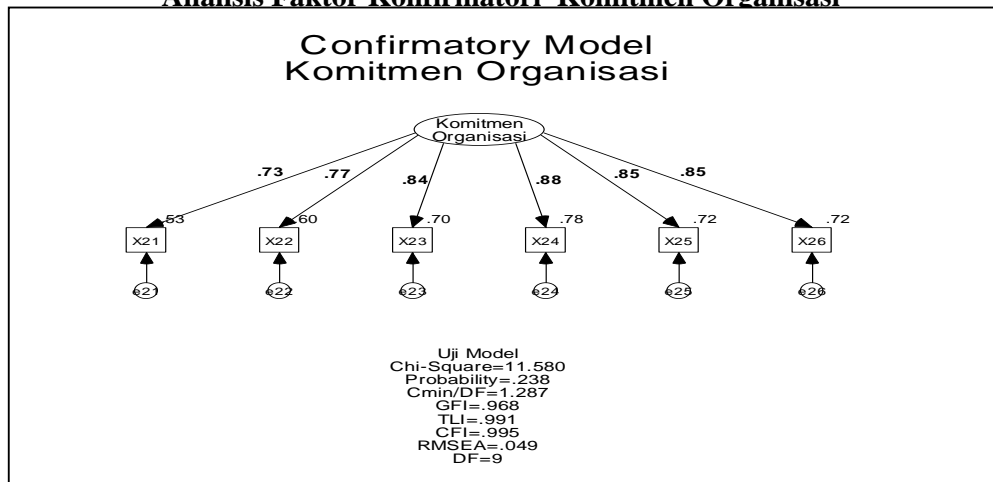 Analisis Faktor Konfirmatori Komitmen Organisasi
Confirmatory Model
Komitmen Organisasi
Komitmen
Organisasi
.73 .77 .84 .88 .85 .85
.53 .60 .70 .78 .72 .72
X21 X22 X23 X24 X25 X26
e21 e22 e23 e24 e25 e26
Uji Model
Chi-Square=11.580
Probability=.238
Cmin/DF=1.287
GFI=.968
TLI=.991
CFI=.995
RMSEA=.049
DF=9